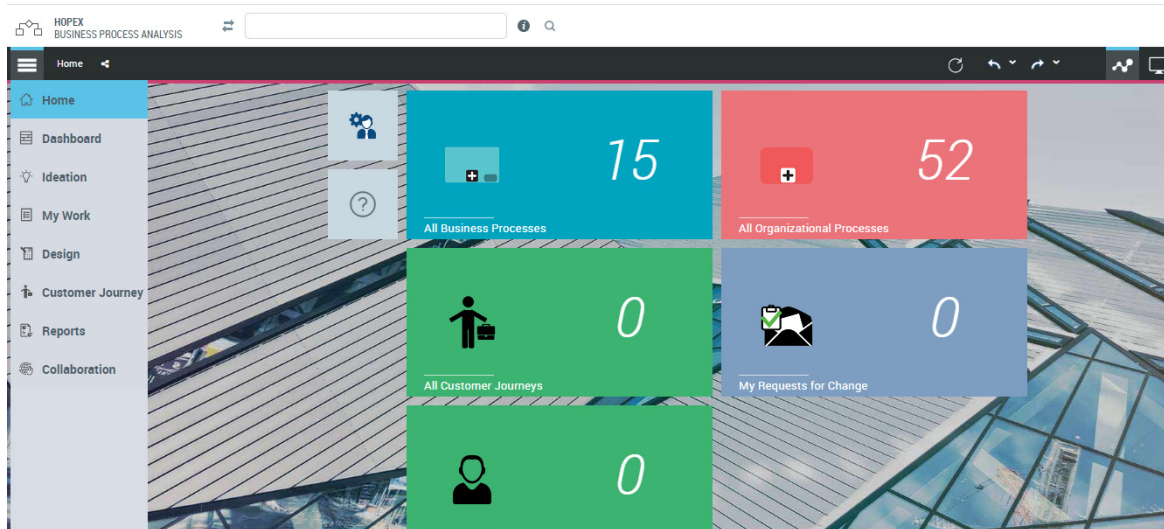 HOPEX
BUSINESS PROCESS ANALYSIS
Home
Home
Dashboard
Ideation
My Work
Design
Customer Journey
Reports
Collaboration
?
15
All Business Processes
52
All Organizational Processes
0
All Customer Journeys
0
My Requests for Change
0